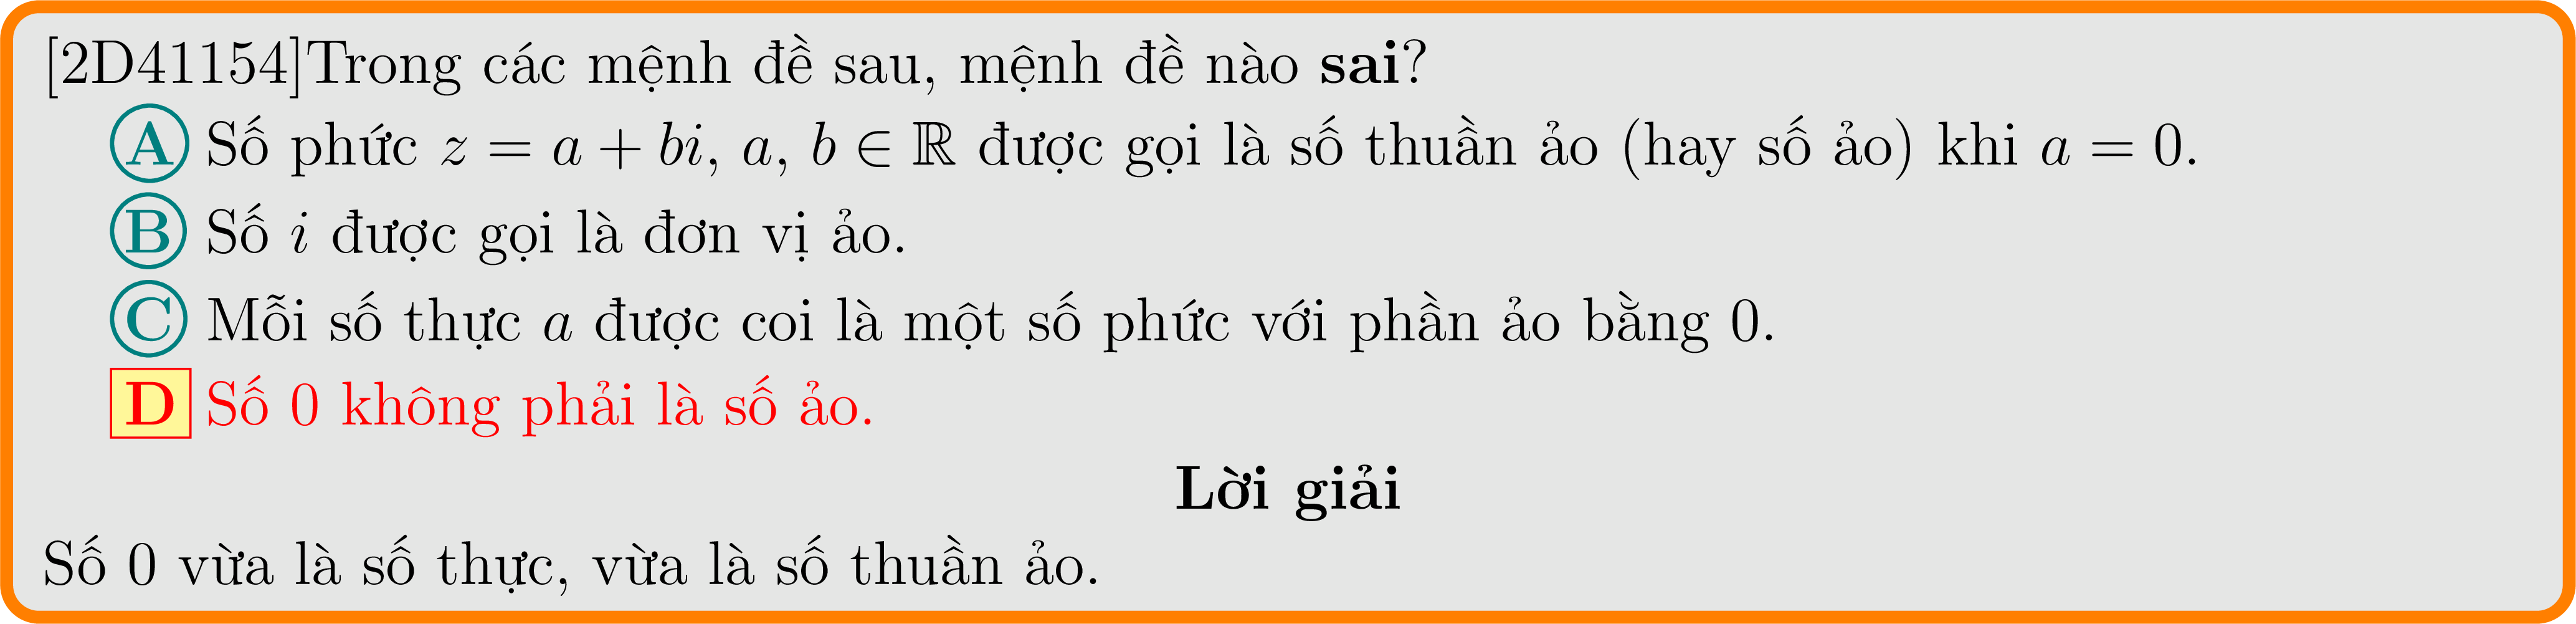 [2D41154]Trong các mệnh đề sau, mệnh đề nào sai?
A Số phức z = a + bi, a, b ∈ ℝ được gọi là số thuần ảo (hay số ảo) khi a = 0.
B Số i được gọi là đơn vị ảo.
C Mỗi số thực a được coi là một số phức với phần ảo bằng 0.
D Số 0 không phải là số ảo.
Lời giải
Số 0 vừa là số thực, vừa là số thuần ảo.